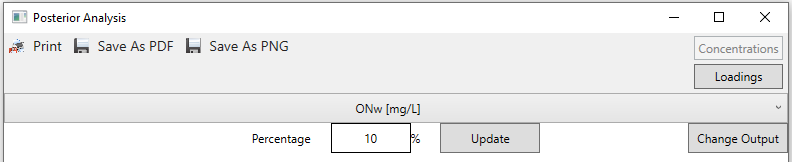 Posterior Analysis
Print Save As PDF Save As PNG
Concentrations
Loadings
ONw [mg/L]
Percentage 10 % Update Change Output